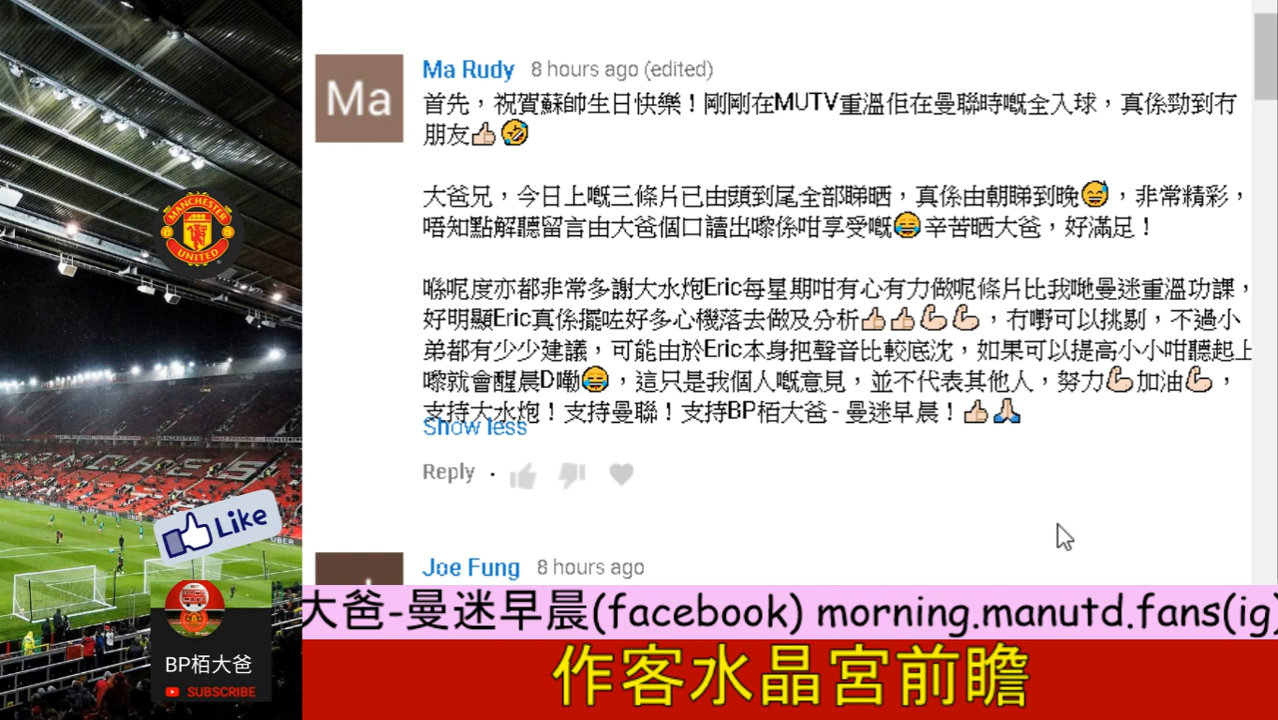 Ma
Ma Rudy 8 hours ago (edited)
首先，祝賀蘇帥生日快樂！剛剛在MUTV重溫佢在曼聯時嘅全入球，真係勁到冇
朋友👍🏻🤣
大爸兄，今日上嘅三條片己由頭到尾全部睇晒，真係由朝睇到晚😅，非常精彩，
唔知點解聽留言由大爸個口讀出嚟係咁享受嘅😂辛苦晒大爸，好滿足！
喺呢度亦都非常多謝大水炮Eric每星期咁有心有力做呢條片比我哋曼迷重溫功課，
好明顯Eric真係擺咗好多心機落去做及分析👍🏻👍🏻💪🏻💪🏻，冇嘢可以挑剔，不過小
弟都有少少建議，可能由於Eric本身把聲音比較底沈，如果可以提高小小咁聽起上
嚟就會醒晨D嘞😂，這只是我個人嘅意見，並不代表其他人，努力💪🏻加油💪🏻，
支持大水炮！支持曼聯！支持BP栢大爸 - 曼迷早晨！👍🏻🙏🏻
Show less
Reply
Joe Fung 8 hours ago
MANCHESTER
UNITED
Like
BP栢大爸
SUBSCRIBE
大爸-曼迷早晨(facebook) morning.manutd.fans(ig)
作客水晶宮前瞻